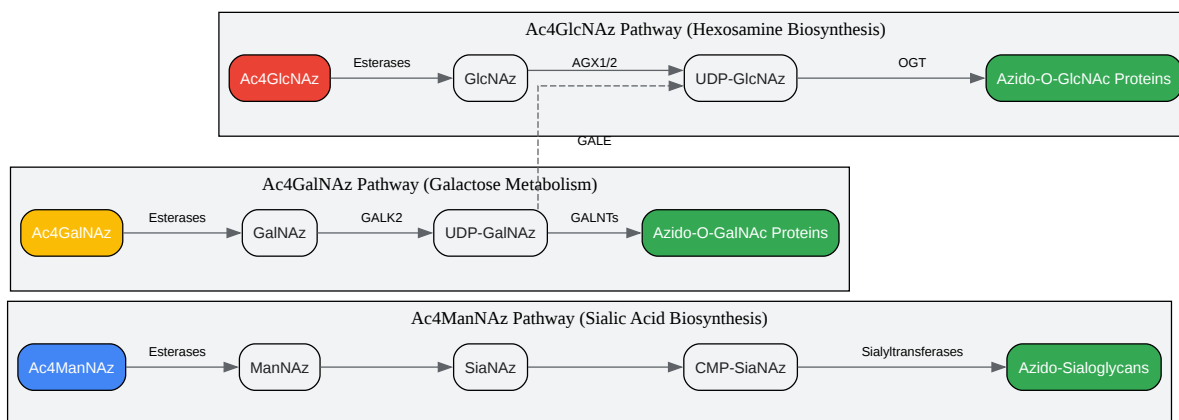 Ac4GlcNAz Pathway (Hexosamine Biosynthesis)
Ac4GlcNAz
Esterases
GlcNAz
AGX1/2
UDP-GlcNAz
OGT
Azido-O-GlcNAc Proteins
GALE
Ac4GalNAz Pathway (Galactose Metabolism)
Ac4GalNAz
Esterases
GalNAz
GALK2
UDP-GalNAz
GALNTs
Azido-O-GalNAc Proteins
Ac4ManNAz Pathway (Sialic Acid Biosynthesis)
Ac4ManNAz
Esterases
ManNAz
SiaNAz
CMP-SiaNAz
Sialyltransferases
Azido-Sialoglycans